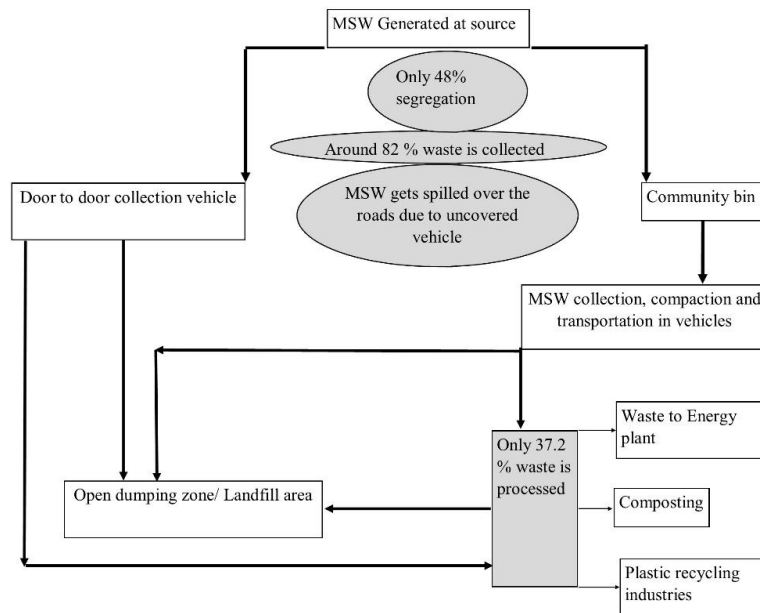 MSW Generated at source
Only 48%
segregation
Around 82 % waste is collected
MSW gets spilled over the
roads due to uncovered
vehicle
Door to door collection vehicle
Community bin
MSW collection, compaction and
transportation in vehicles
Only 37.2
% waste is
processed
Waste to Energy
plant
Open dumping zone/ Landfill area
Composting
Plastic recycling
industries